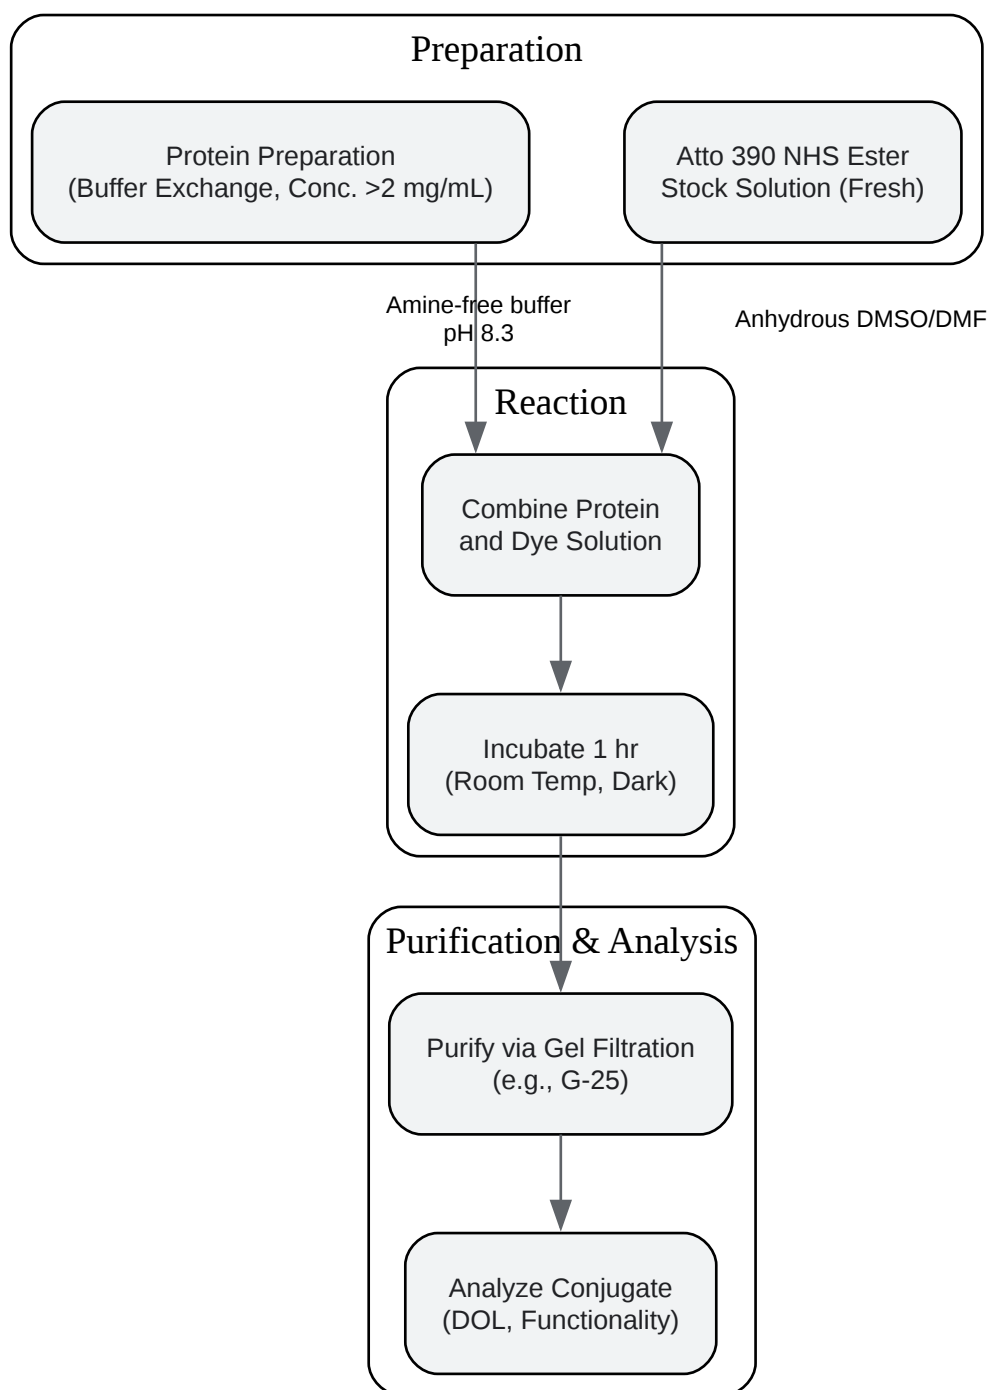 Preparation
Protein Preparation
(Buffer Exchange, Conc. >2 mg/mL)
Atto 390 NHS Ester
Stock Solution (Fresh)
Amine-free buffer
pH 8.3
Anhydrous DMSO/DMF
Reaction
Combine Protein
and Dye Solution
Incubate 1 hr
(Room Temp, Dark)
Purification & Analysis
Purify via Gel Filtration
(e.g., G-25)
Analyze Conjugate
(DOL, Functionality)